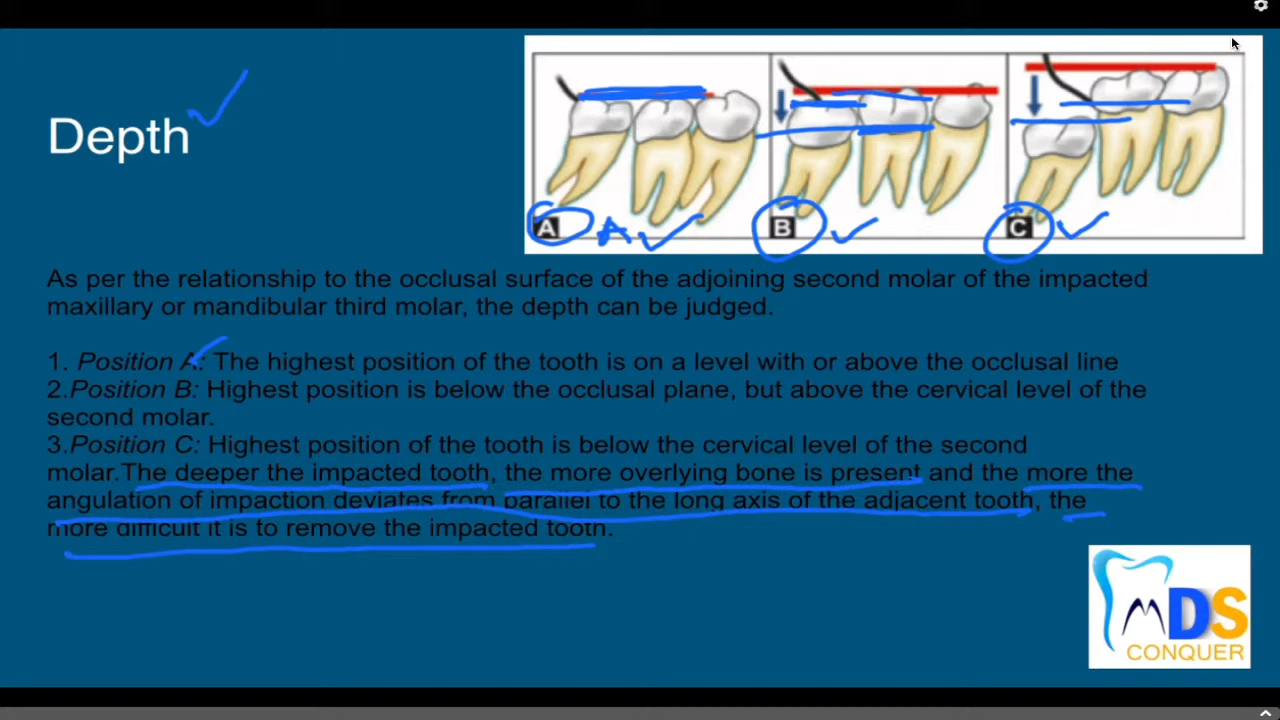 Depth
A
A
B
C
As per the relationship to the occlusal surface of the adjoining second molar of the impacted
maxillary or mandibular third molar, the depth can be judged.
1. Position A: The highest position of the tooth is on a level with or above the occlusal line
2.Position B: Highest position is below the occlusal plane, but above the cervical level of the
second molar.
3.Position C: Highest position of the tooth is below the cervical level of the second
molar.The deeper the impacted tooth, the more overlying bone is present and the more the
angulation of impaction deviates from parallel to the long axis of the adjacent tooth, the
more difficult it is to remove the impacted tooth.
MDS
CONQUER